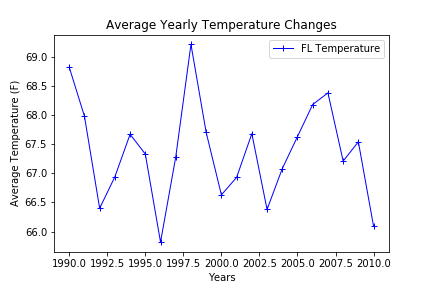 Average Yearly Temperature Changes
FL Temperature
Average Temperature (F)
69.0
68.5
68.0
67.5
67.0
66.5
66.0
1990.0 1992.5 1995.0 1997.5 2000.0 2002.5 2005.0 2007.5 2010.0
Years